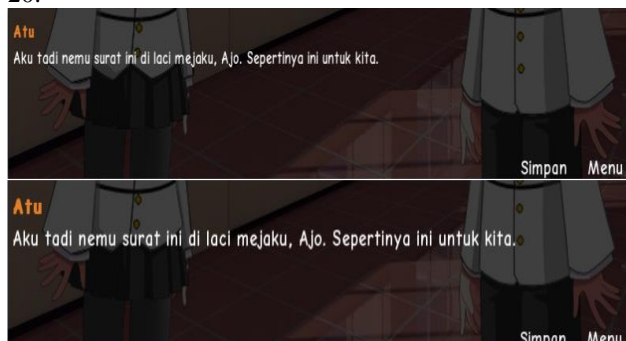 Atu
Aku tadi nemu surat ini di laci mejaku, Ajo. Sepertinya ini untuk kita.
Simpan Menu
Atu
Aku tadi nemu surat ini di laci mejaku, Ajo. Sepertinya ini untuk kita.
Simpan Menu